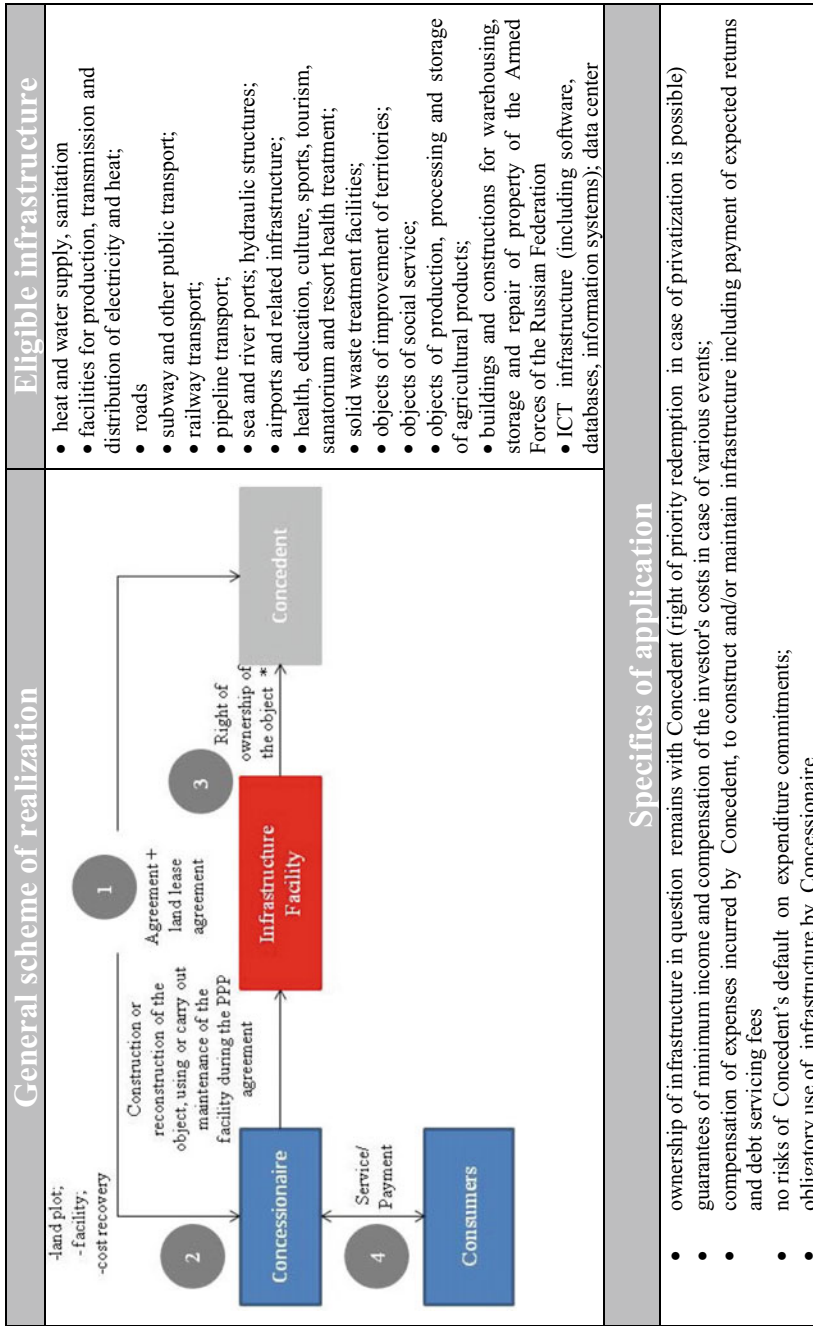 General scheme of realization
-land plot;
-facility;
-cost recovery
1
Agreement +
land lease
agreement
2
Construction or
reconstruction of the
object, using or carry out
maintenance of the
facility during the PPP
agreement
3
Right of
ownership of
the object *
Concessionaire
Infrastructure
Facility
Concedent
4
Service/
Payment
Consumers
Eligible infrastructure
• heat and water supply, sanitation
• facilities for production, transmission and
distribution of electricity and heat;
• roads
• subway and other public transport;
• railway transport;
• pipeline transport;
• sea and river ports; hydraulic structures;
• airports and related infrastructure;
• health, education, culture, sports, tourism,
sanatorium and resort health treatment;
• solid waste treatment facilities;
• objects of improvement of territories;
• objects of social service;
• objects of production, processing and storage
of agricultural products;
• buildings and constructions for warehousing,
storage and repair of property of the Armed
Forces of the Russian Federation
• ICT infrastructure (including software,
databases, information systems); data center
Specifics of application
• ownership of infrastructure in question remains with Concedent (right of priority redemption in case of privatization is possible)
• guarantees of minimum income and compensation of the investor's costs in case of various events;
• compensation of expenses incurred by Concedent, to construct and/or maintain infrastructure including payment of expected returns
and debt servicing fees
• no risks of Concedent's default on expenditure commitments;
• obligatory use of infrastructure by Concessionaire